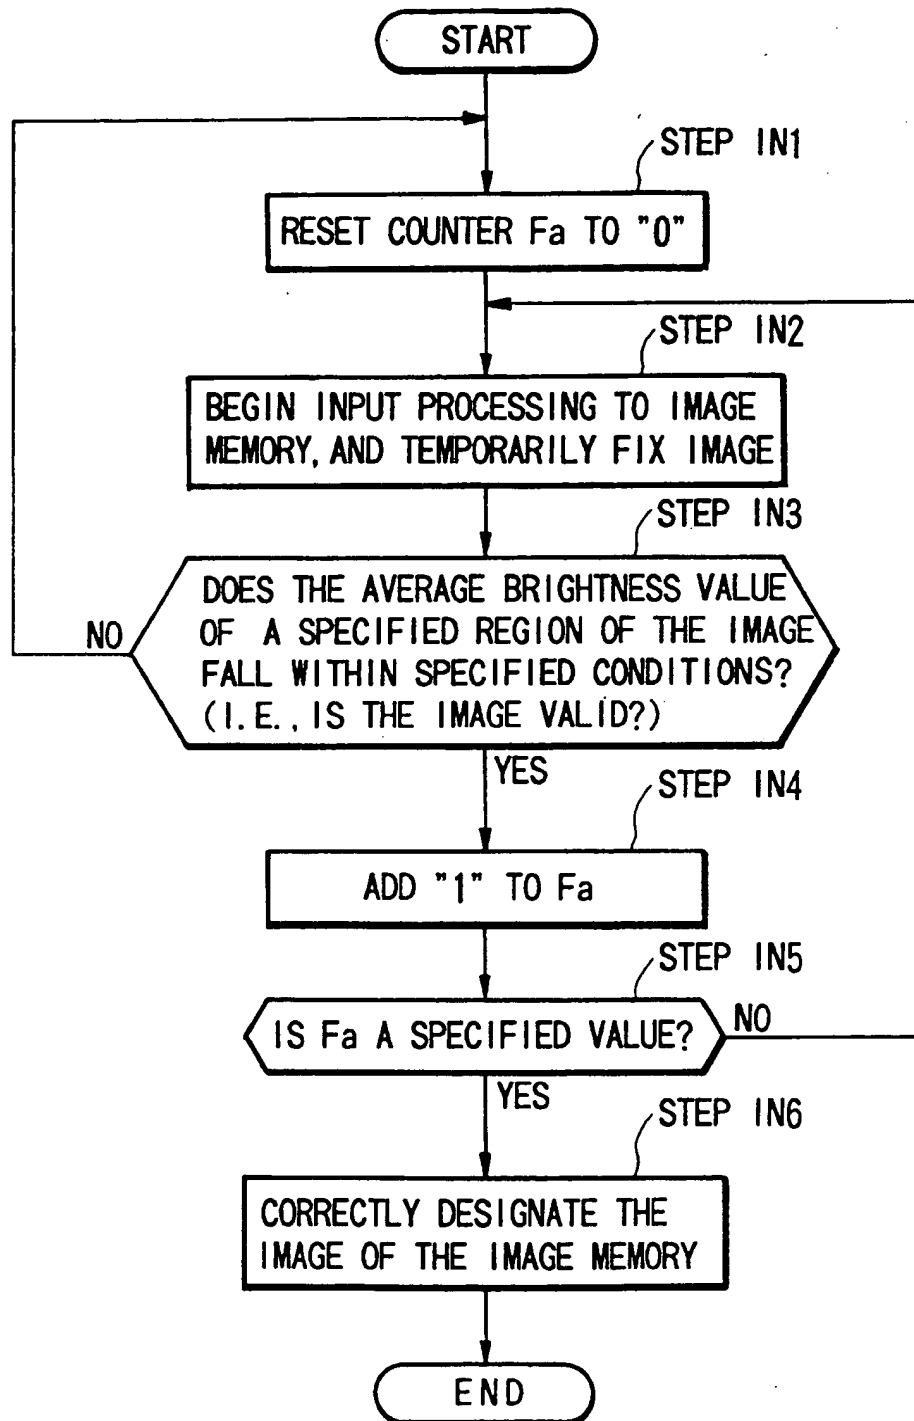 START
STEP IN1
RESET COUNTER Fa TO "0"
STEP IN2
BEGIN INPUT PROCESSING TO IMAGE
MEMORY, AND TEMPORARILY FIX IMAGE
STEP IN3
DOES THE AVERAGE BRIGHTNESS VALUE
OF A SPECIFIED REGION OF THE IMAGE
FALL WITHIN SPECIFIED CONDITIONS?
(I.E., IS THE IMAGE VALID?)
NO
YES
STEP IN4
ADD "1" TO Fa
STEP IN5
IS Fa A SPECIFIED VALUE?
NO
YES
STEP IN6
CORRECTLY DESIGNATE THE
IMAGE OF THE IMAGE MEMORY
END